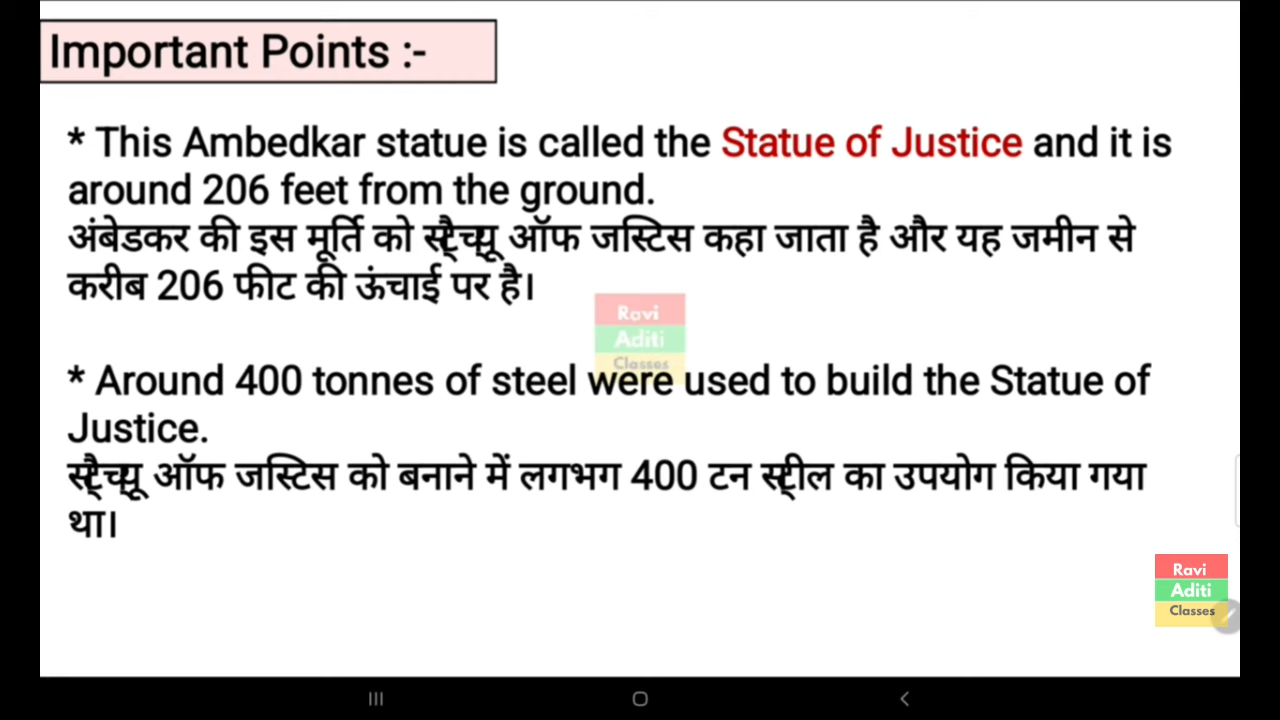 Important Points :-
* This Ambedkar statue is called the Statue of Justice and it is
around 206 feet from the ground.
अंबेडकर की इस मूर्ति को स्टैच्यू ऑफ जस्टिस कहा जाता है और यह जमीन से
करीब 206 फीट की ऊंचाई पर है।
Ravi
Aditi
Classes
* Around 400 tonnes of steel were used to build the Statue of
Justice.
स्टैच्यू ऑफ जस्टिस को बनाने में लगभग 400 टन स्टील का उपयोग किया गया
था।
Ravi
Aditi
Classes